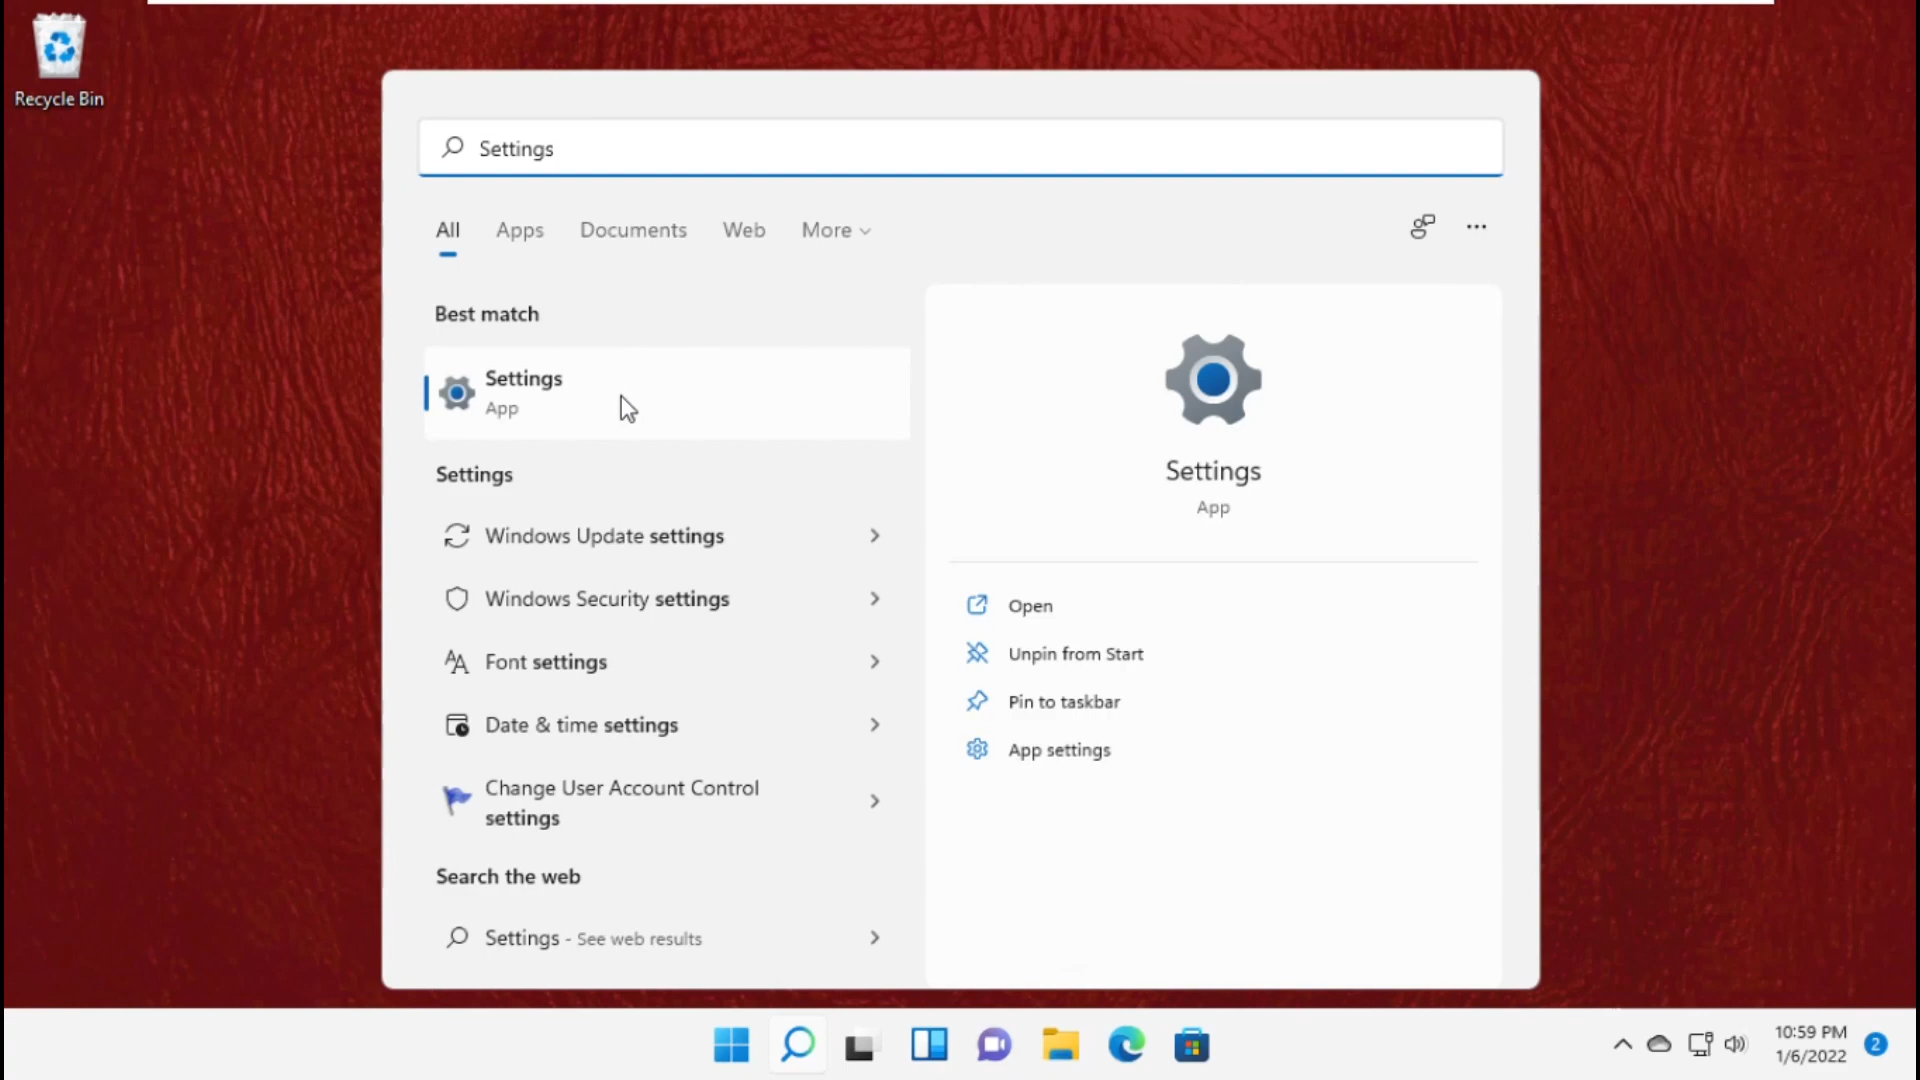 Recycle Bin
Settings
All Apps Documents Web More
Best match
Settings
App
Settings
Windows Update settings
Windows Security settings
Font settings
Date & time settings
Change User Account Control
settings
Search the web
Settings - See web results
Settings
App
Open
Unpin from Start
Pin to taskbar
App settings
10:59 PM
1/6/2022
2